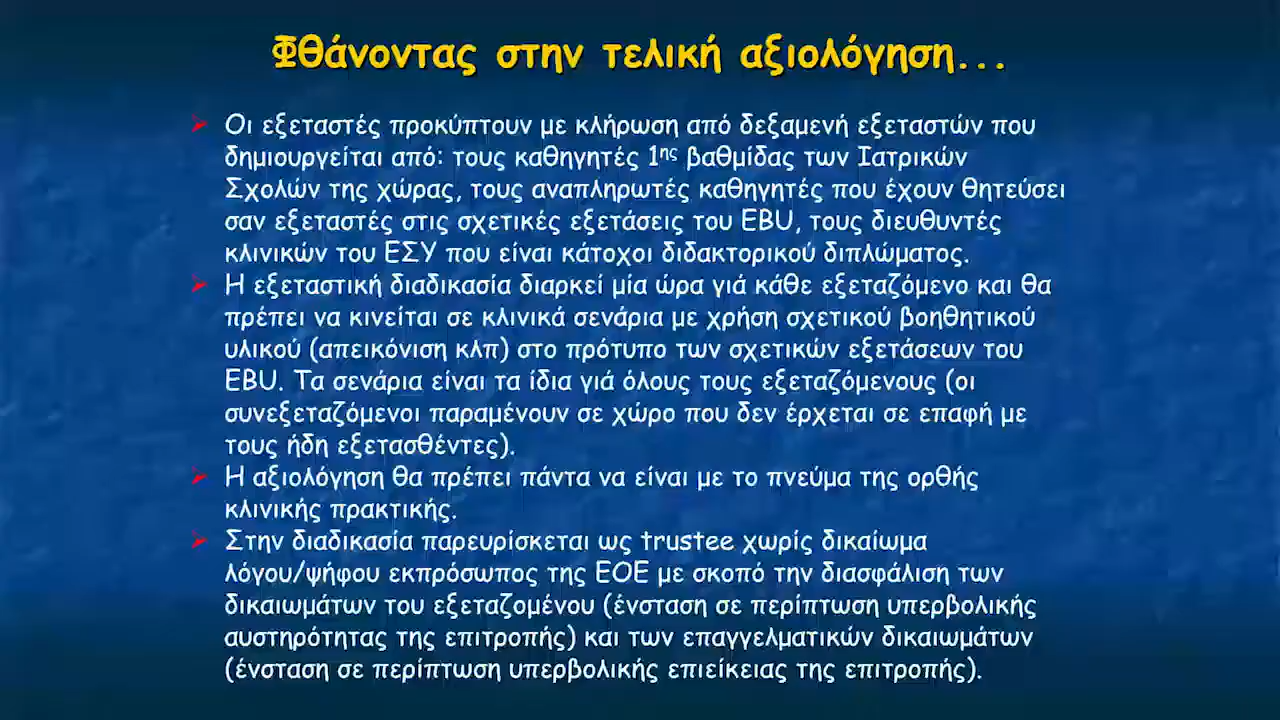 Φθάνοντας στην τελική αξιολόγηση...
Οι εξεταστές προκύπτουν με κλήρωση από δεξαμενή εξεταστών που
δημιουργείται από: τους καθηγητές 1ης βαθμίδας των Ιατρικών
Σχολών της χώρας, τους αναπληρωτές καθηγητές που έχουν θητεύσει
σαν εξεταστές στις σχετικές εξετάσεις του EBU, τους διευθυντές
κλινικών του ΕΣΥ που είναι κάτοχοι διδακτορικού διπλώματος.
Η εξεταστική διαδικασία διαρκεί μία ώρα γιά κάθε εξεταζόμενο και θα
πρέπει να κινείται σε κλινικά σενάρια με χρήση σχετικού βοηθητικού
υλικού (απεικόνιση κλπ) στο πρότυπο των σχετικών εξετάσεων του
EBU. Τα σενάρια είναι τα ίδια γιά όλους τους εξεταζόμενους (οι
συνεξεταζόμενοι παραμένουν σε χώρο που δεν έρχεται σε επαφή με
τους ήδη εξετασθέντες).
Η αξιολόγηση θα πρέπει πάντα να είναι με το πνεύμα της ορθής
κλινικής πρακτικής.
Στην διαδικασία παρευρίσκεται ως trustee χωρίς δικαίωμα
λόγου/ψήφου εκπρόσωπος της ΕΟΕ με σκοπό την διασφάλιση των
δικαιωμάτων του εξεταζομένου (ένσταση σε περίπτωση υπερβολικής
αυστηρότητας της επιτροπής) και των επαγγελματικών δικαιωμάτων
(ένσταση σε περίπτωση υπερβολικής επιείκειας της επιτροπής).